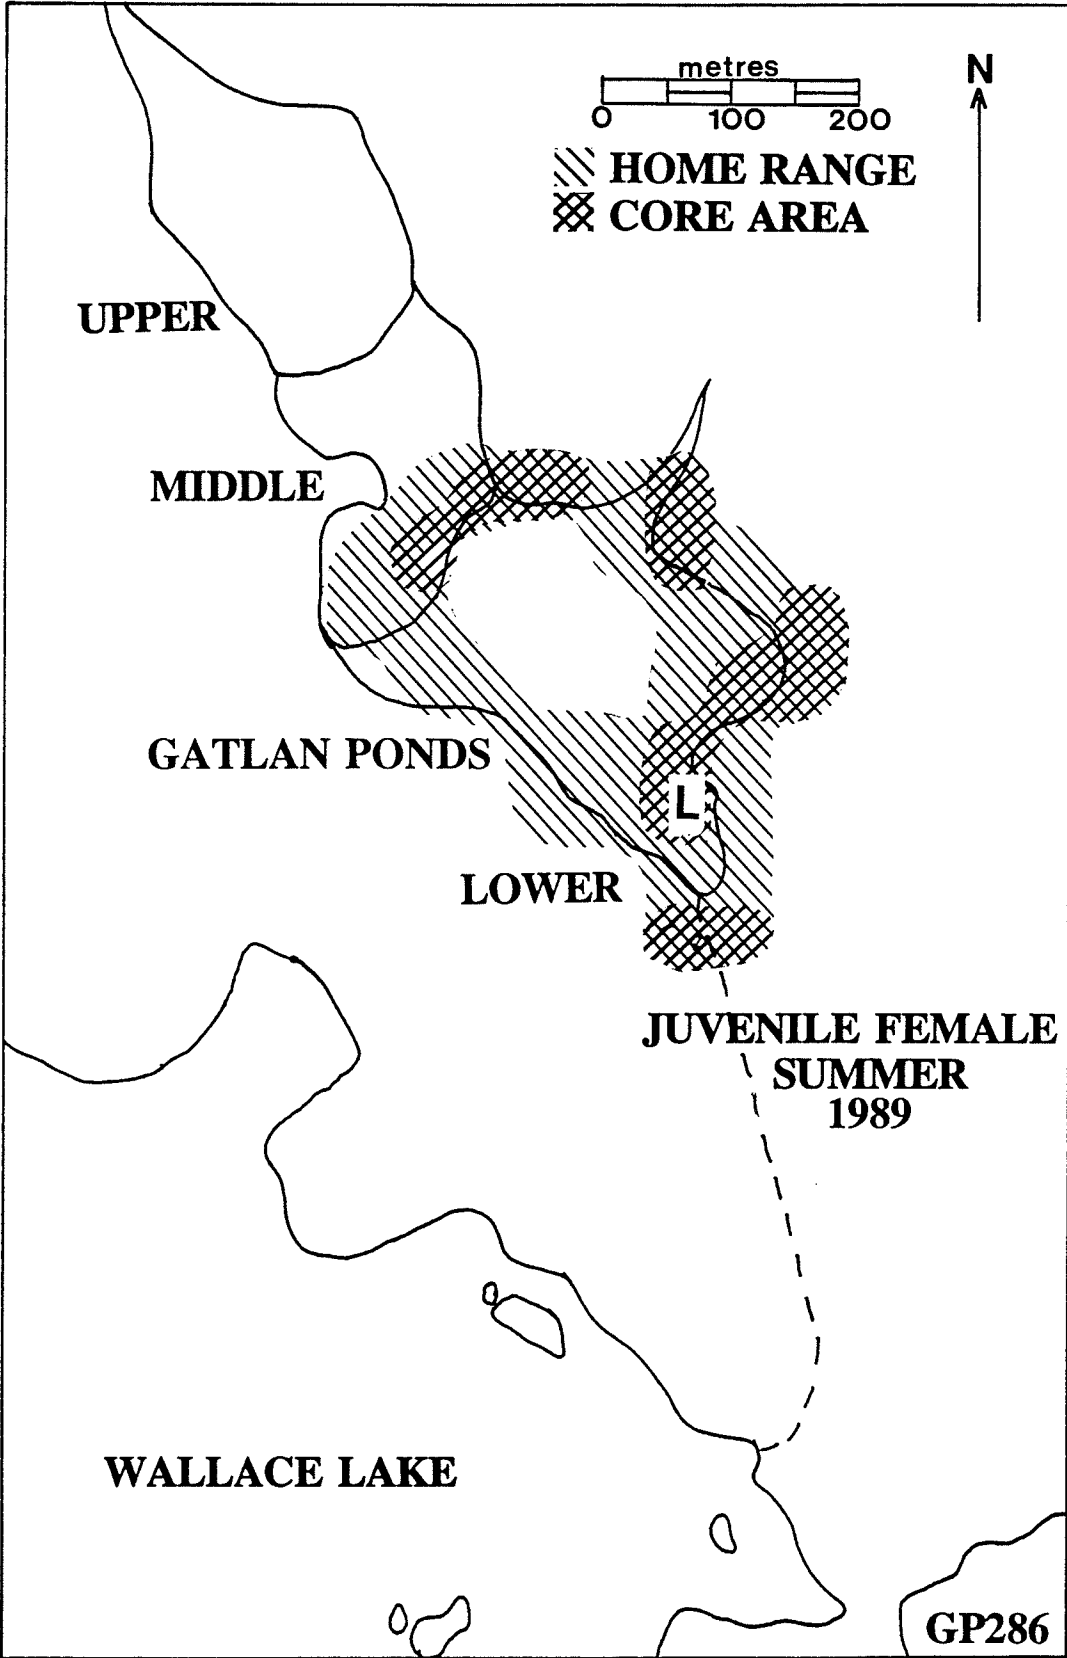 metres
N
0 100 200
HOME RANGE
CORE AREA
UPPER
MIDDLE
GATLAN PONDS
L
LOWER
JUVENILE FEMALE
SUMMER
1989
WALLACE LAKE
GP286